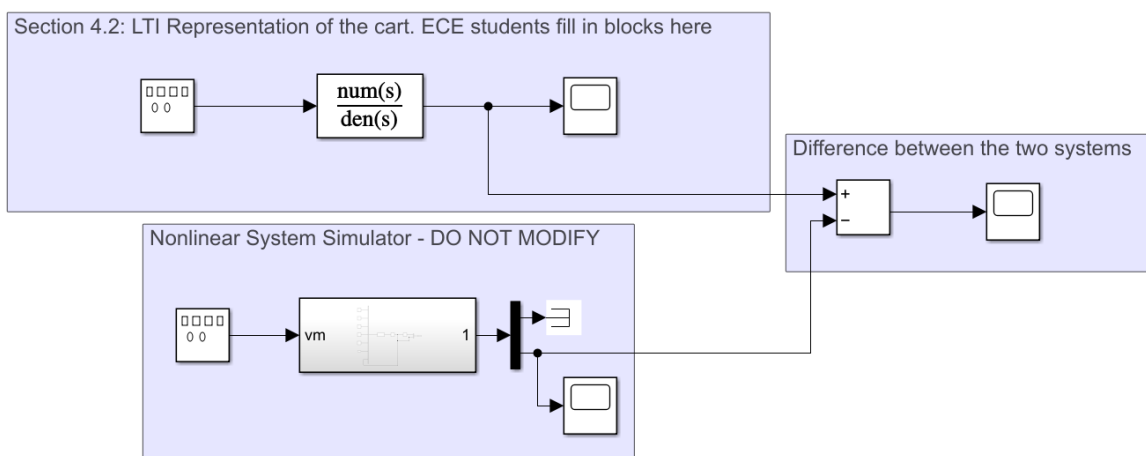 Section 4.2: LTI Representation of the cart. ECE students fill in blocks here
num(s)
den(s)
Difference between the two systems
+
−
Nonlinear System Simulator - DO NOT MODIFY
vm
1